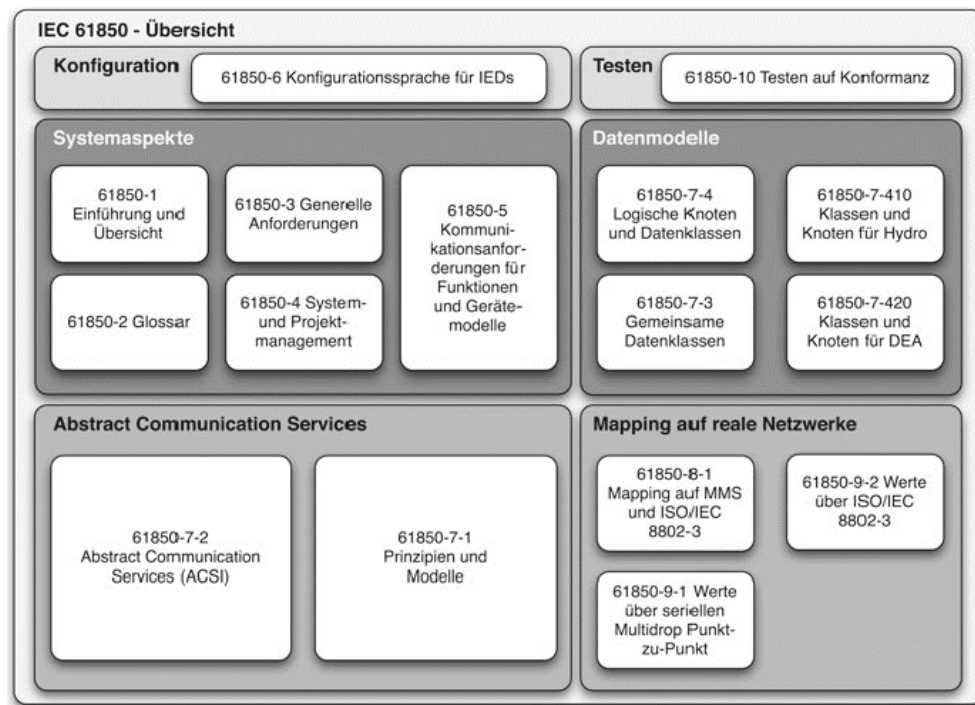 IEC 61850 - Übersicht
Konfiguration
61850-6 Konfigurationssprache für IEDs
Testen
61850-10 Testen auf Konformanz
Systemaspekte
61850-1
Einführung und
Übersicht
61850-3 Generelle
Anforderungen
61850-5
Kommuni-
kationsanfor-
derungen für
Funktionen
und Geräte-
modelle
61850-2 Glossar
61850-4 System-
und Projekt-
management
Datenmodelle
61850-7-4
Logische Knoten
und Datenklassen
61850-7-410
Klassen und
Knoten für Hydro
61850-7-3
Gemeinsame
Datenklassen
61850-7-420
Klassen und
Knoten für DEA
Abstract Communication Services
61850-7-2
Abstract Communication
Services (ACSI)
61850-7-1
Prinzipien und
Modelle
Mapping auf reale Netzwerke
61850-8-1
Mapping auf MMS
und ISO/IEC
8802-3
61850-9-2 Werte
über ISO/IEC
8802-3
61850-9-1 Werte
über seriellen
Multidrop Punkt-
zu-Punkt